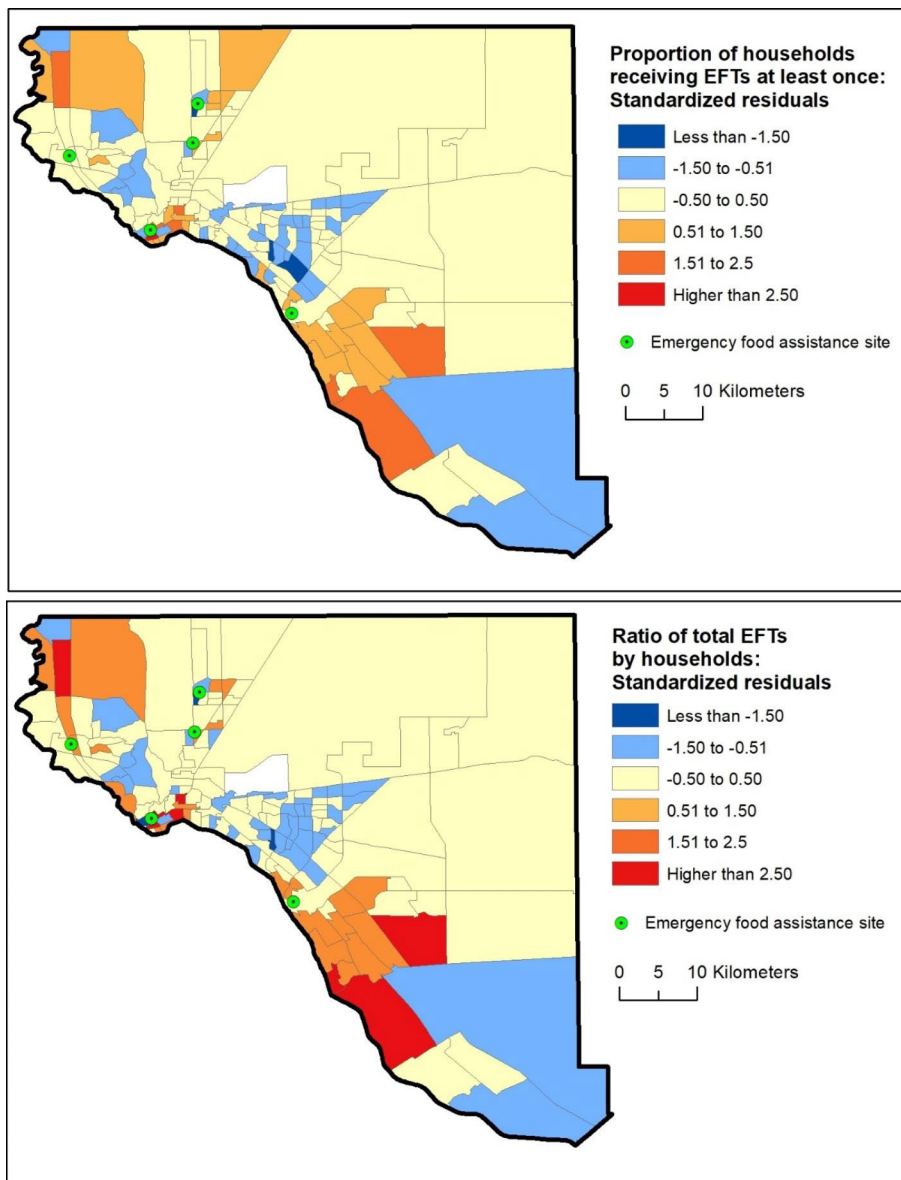 Proportion of households
receiving EFTs at least once:
Standardized residuals
Less than -1.50
-1.50 to -0.51
-0.50 to 0.50
0.51 to 1.50
1.51 to 2.5
Higher than 2.50
Emergency food assistance site
0 5 10 Kilometers
Ratio of total EFTs
by households:
Standardized residuals
Less than -1.50
-1.50 to -0.51
-0.50 to 0.50
0.51 to 1.50
1.51 to 2.5
Higher than 2.50
Emergency food assistance site
0 5 10 Kilometers